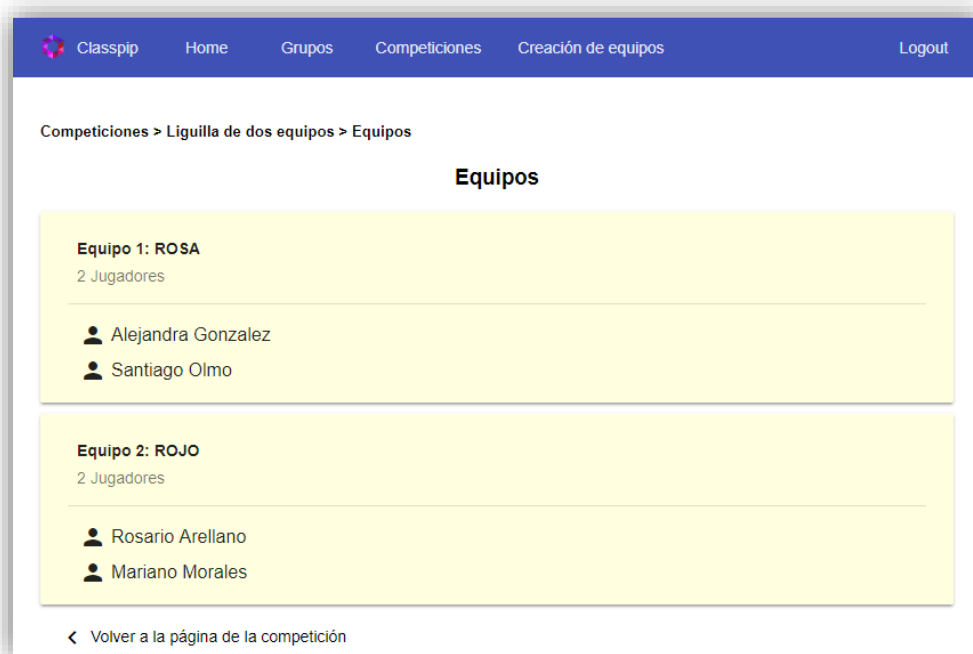 Classpip Home Grupos Competiciones Creación de equipos Logout
Competiciones > Liguilla de dos equipos > Equipos
Equipos
Equipo 1: ROSA
2 Jugadores
Alejandra Gonzalez
Santiago Olmo
Equipo 2: ROJO
2 Jugadores
Rosario Arellano
Mariano Morales
Volver a la página de la competición